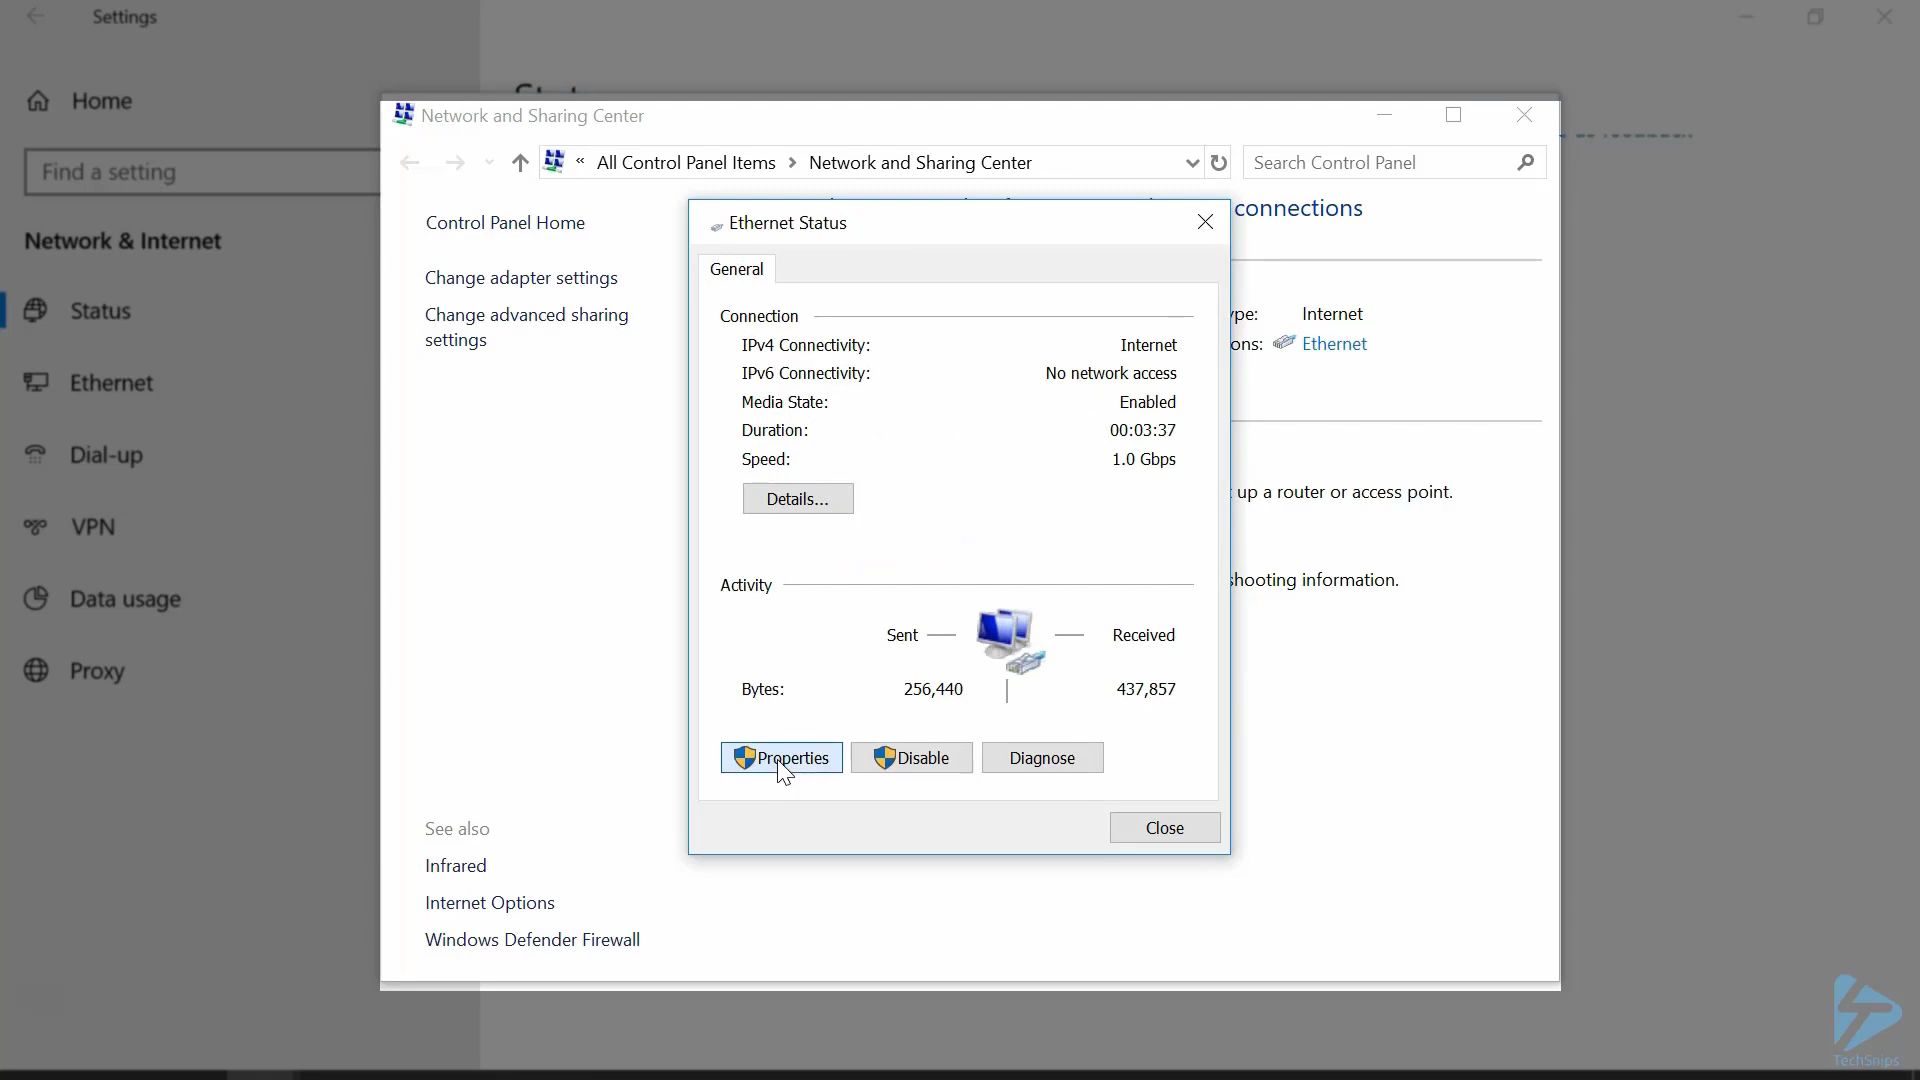 Settings
Home
Find a setting
Network & Internet
Status
Ethernet
Dial-up
VPN
Data usage
Proxy
Network and Sharing Center
« All Control Panel Items > Network and Sharing Center
Search Control Panel
Control Panel Home
Change adapter settings
Change advanced sharing
settings
See also
Infrared
Internet Options
Windows Defender Firewall
connections
Internet
Ethernet
up a router or access point.
shooting information.
Ethernet Status
General
Connection
IPv4 Connectivity: Internet
IPv6 Connectivity: No network access
Media State: Enabled
Duration: 00:03:37
Speed: 1.0 Gbps
Details...
Activity
Sent Received
Bytes: 256,440 437,857
Properties Disable Diagnose
Close
TechSnips